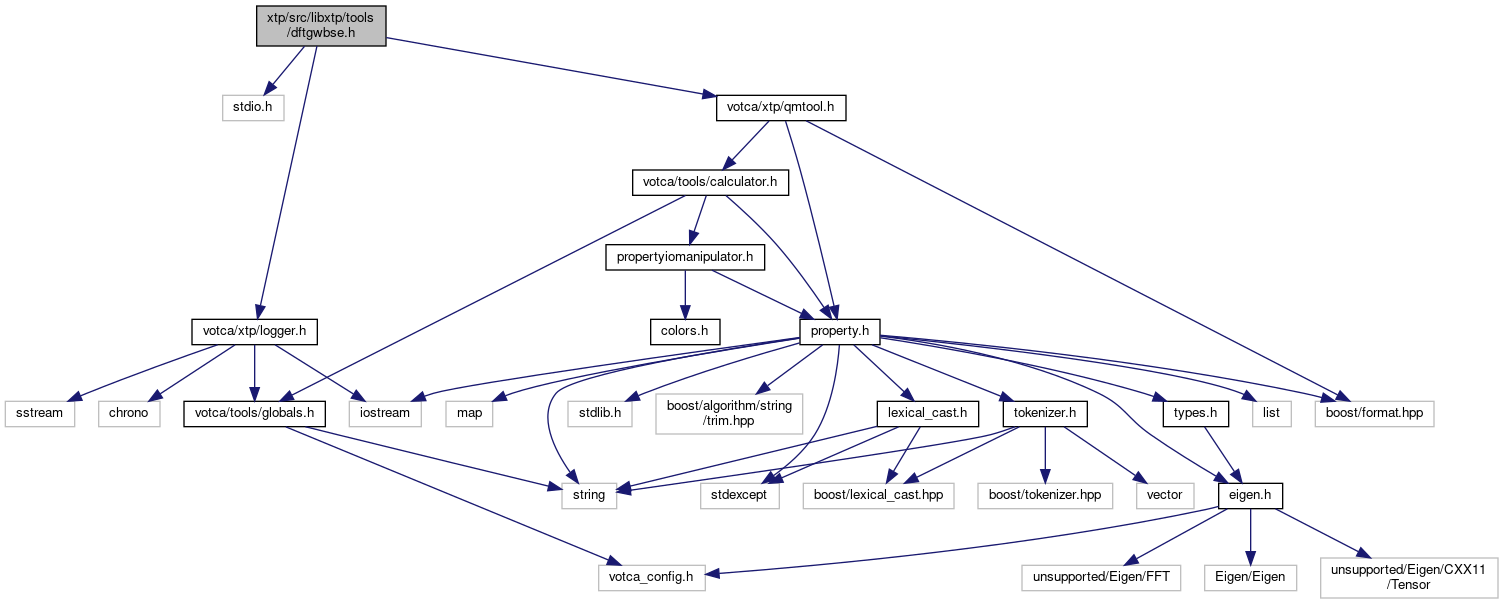 xtp/src/libxtp/tools
/dftgwbse.h
stdio.h
votca/xtp/qmtool.h
votca/tools/calculator.h
propertyiomanipulator.h
votca/xtp/logger.h
colors.h
property.h
sstream
chrono
votca/tools/globals.h
iostream
map
stdlib.h
boost/algorithm/string
/trim.hpp
lexical_cast.h
tokenizer.h
types.h
list
boost/format.hpp
string
stdexcept
boost/lexical_cast.hpp
boost/tokenizer.hpp
vector
eigen.h
votca_config.h
unsupported/Eigen/FFT
Eigen/Eigen
unsupported/Eigen/CXX11
/Tensor